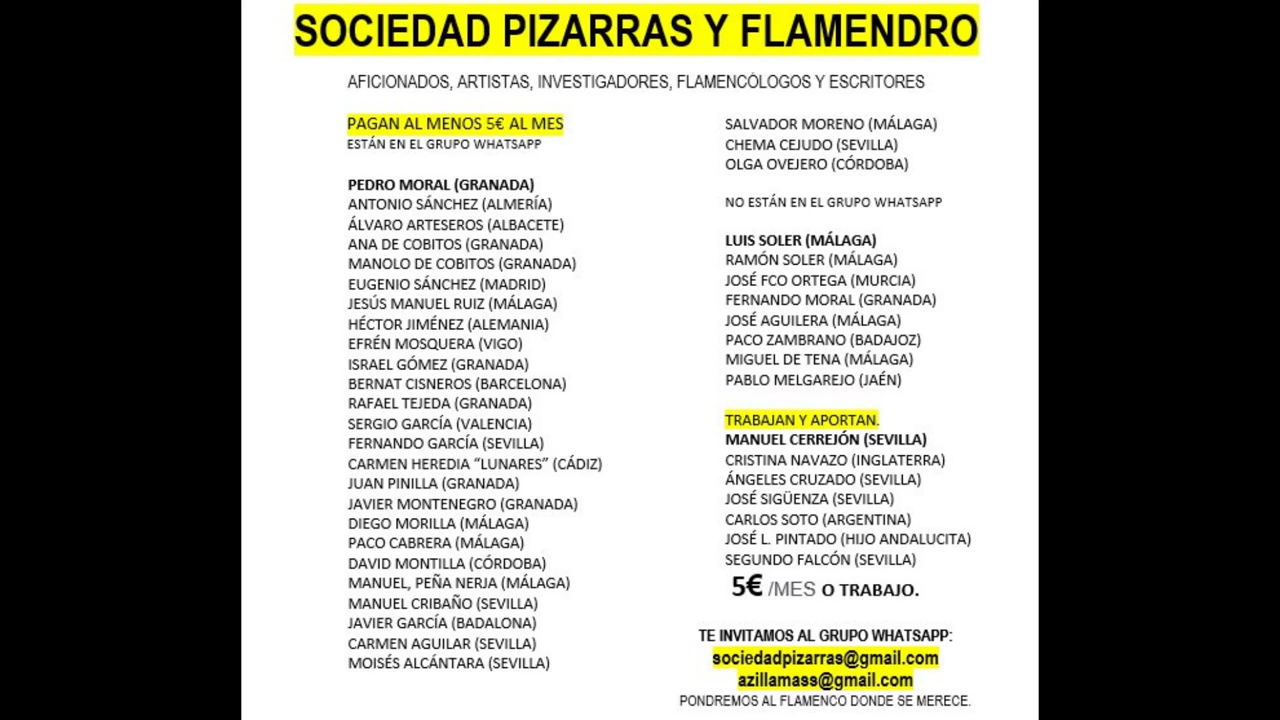 SOCIEDAD PIZARRAS Y FLAMENDRO
AFICIONADOS, ARTISTAS, INVESTIGADORES, FLAMENCÓLOGOS Y ESCRITORES
PAGAN AL MENOS 5€ AL MES
ESTÁN EN EL GRUPO WHATSAPP
PEDRO MORAL (GRANADA)
ANTONIO SÁNCHEZ (ALMERÍA)
ÁLVARO ARTESEROS (ALBACETE)
ANA DE COBITOS (GRANADA)
MANOLO DE COBITOS (GRANADA)
EUGENIO SÁNCHEZ (MADRID)
JESÚS MANUEL RUIZ (MÁLAGA)
HÉCTOR JIMÉNEZ (ALEMANIA)
EFRÉN MOSQUERA (VIGO)
ISRAEL GÓMEZ (GRANADA)
BERNAT CISNEROS (BARCELONA)
RAFAEL TEJEDA (GRANADA)
SERGIO GARCÍA (VALENCIA)
FERNANDO GARCÍA (SEVILLA)
CARMEN HEREDIA “LUNARES” (CÁDIZ)
JUAN PINILLA (GRANADA)
JAVIER MONTENEGRO (GRANADA)
DIEGO MORILLA (MÁLAGA)
PACO CABRERA (MÁLAGA)
DAVID MONTILLA (CÓRDOBA)
MANUEL, PEÑA NERJA (MÁLAGA)
MANUEL CRIBAÑO (SEVILLA)
JAVIER GARCÍA (BADALONA)
CARMEN AGUILAR (SEVILLA)
MOISÉS ALCÁNTARA (SEVILLA)
SALVADOR MORENO (MÁLAGA)
CHEMA CEJUDO (SEVILLA)
OLGA OVEJERO (CÓRDOBA)
NO ESTÁN EN EL GRUPO WHATSAPP
LUIS SOLER (MÁLAGA)
RAMÓN SOLER (MÁLAGA)
JOSÉ FCO ORTEGA (MURCIA)
FERNANDO MORAL (GRANADA)
JOSÉ AGUILERA (MÁLAGA)
PACO ZAMBRANO (BADAJOZ)
MIGUEL DE TENA (MÁLAGA)
PABLO MELGAREJO (JAÉN)
TRABAJAN Y APORTAN.
MANUEL CERREJÓN (SEVILLA)
CRISTINA NAVAZO (INGLATERRA)
ÁNGELES CRUZADO (SEVILLA)
JOSÉ SIGÜENZA (SEVILLA)
CARLOS SOTO (ARGENTINA)
JOSÉ L. PINTADO (HIJO ANDALUCITA)
SEGUNDO FALCÓN (SEVILLA)
5€ /MES O TRABAJO.
TE INVITAMOS AL GRUPO WHATSAPP:
sociedadpizarras@gmail.com
azillamass@gmail.com
PONDREMOS AL FLAMENCO DONDE SE MERECE.